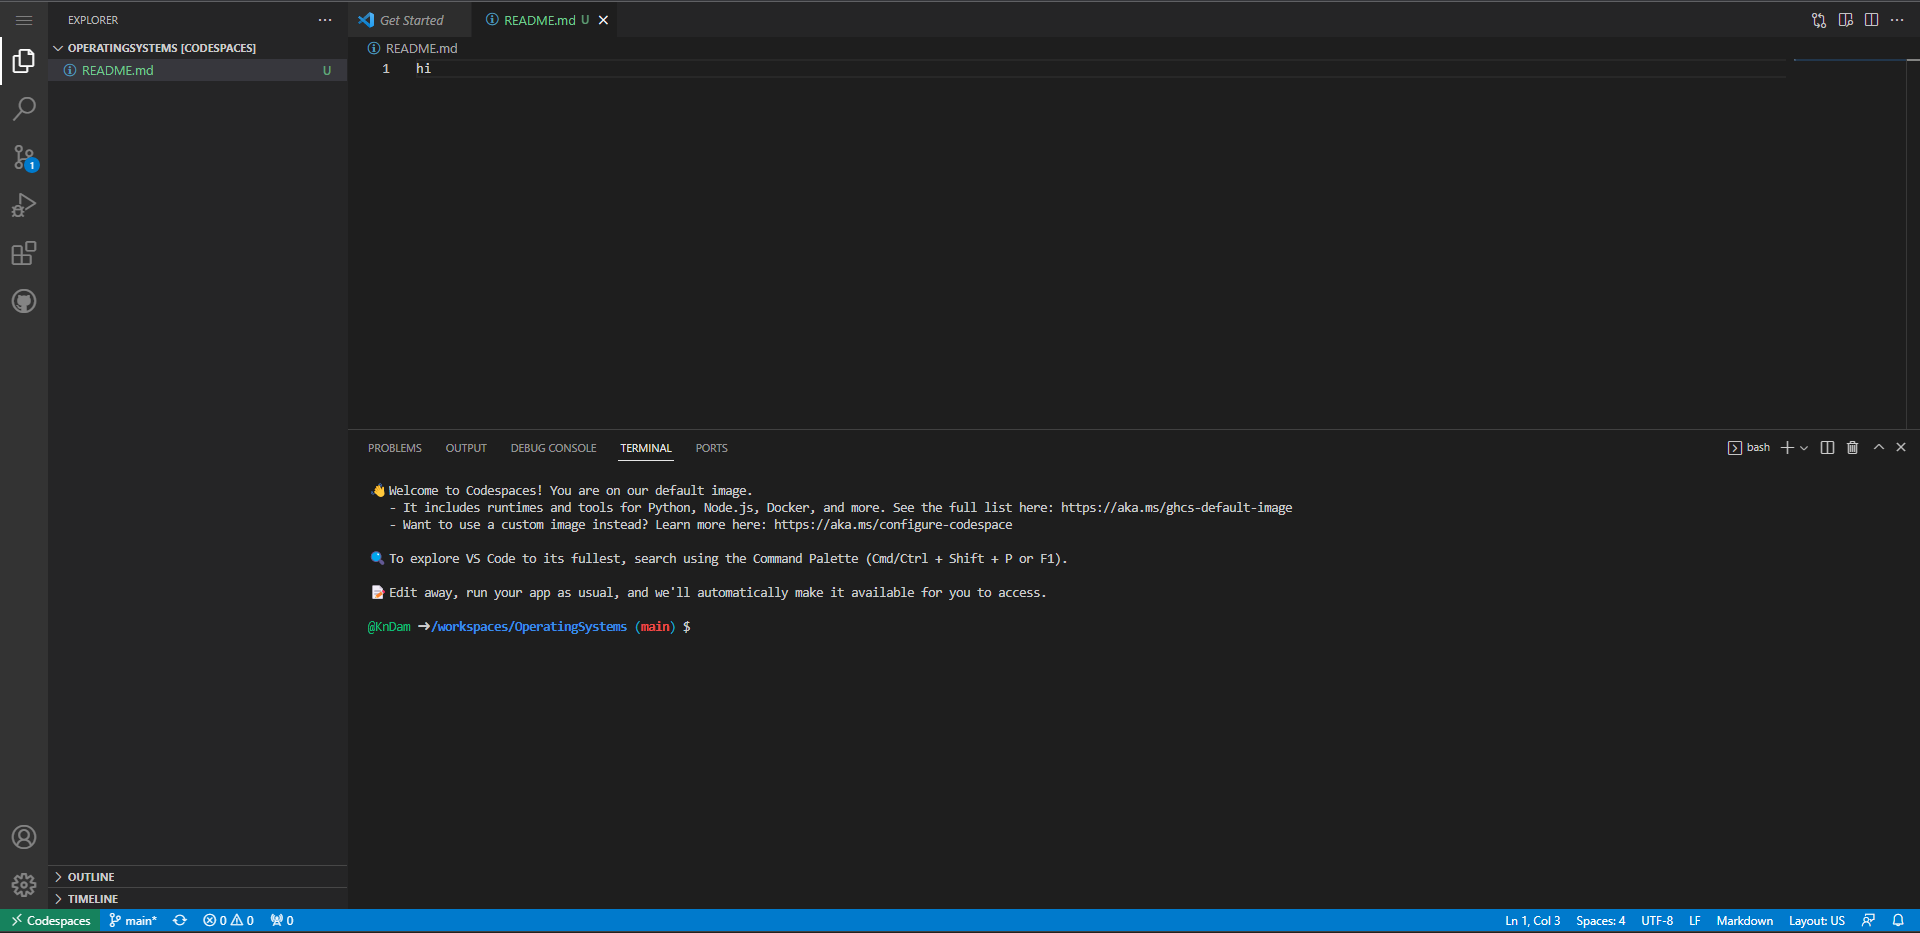 EXPLORER
OPERATINGSYSTEMS [CODESPACES]
README.md U
1
Get Started README.md U
README.md
1 hi
PROBLEMS OUTPUT DEBUG CONSOLE TERMINAL PORTS
bash
👋 Welcome to Codespaces! You are on our default image.
- It includes runtimes and tools for Python, Node.js, Docker, and more. See the full list here: https://aka.ms/ghcs-default-image
- Want to use a custom image instead? Learn more here: https://aka.ms/configure-codespace
🔍 To explore VS Code to its fullest, search using the Command Palette (Cmd/Ctrl + Shift + P or F1).
📝 Edit away, run your app as usual, and we'll automatically make it available for you to access.
@KnDam ➜/workspaces/OperatingSystems (main) $
OUTLINE
TIMELINE
Codespaces main* 0 0 0 Ln 1, Col 3 Spaces: 4 UTF-8 LF Markdown Layout: US